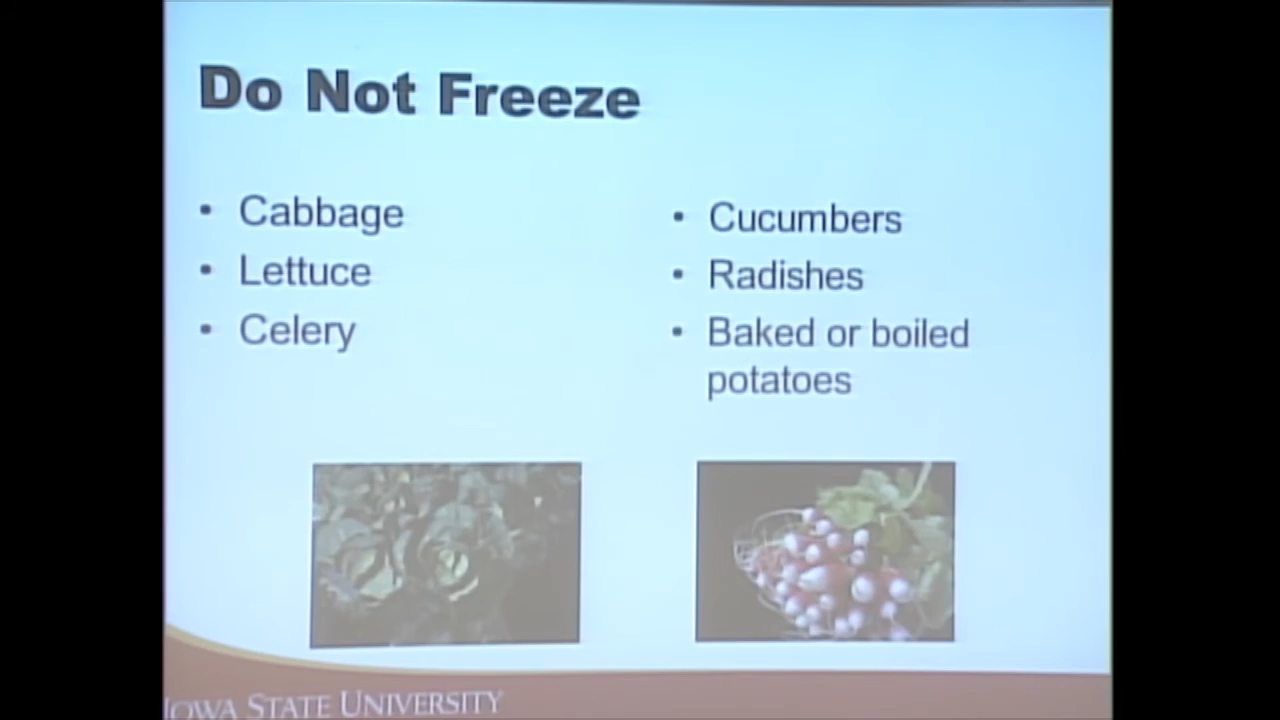 Do Not Freeze
• Cabbage
• Lettuce
• Celery
• Cucumbers
• Radishes
• Baked or boiled
potatoes
IOWA STATE UNIVERSITY